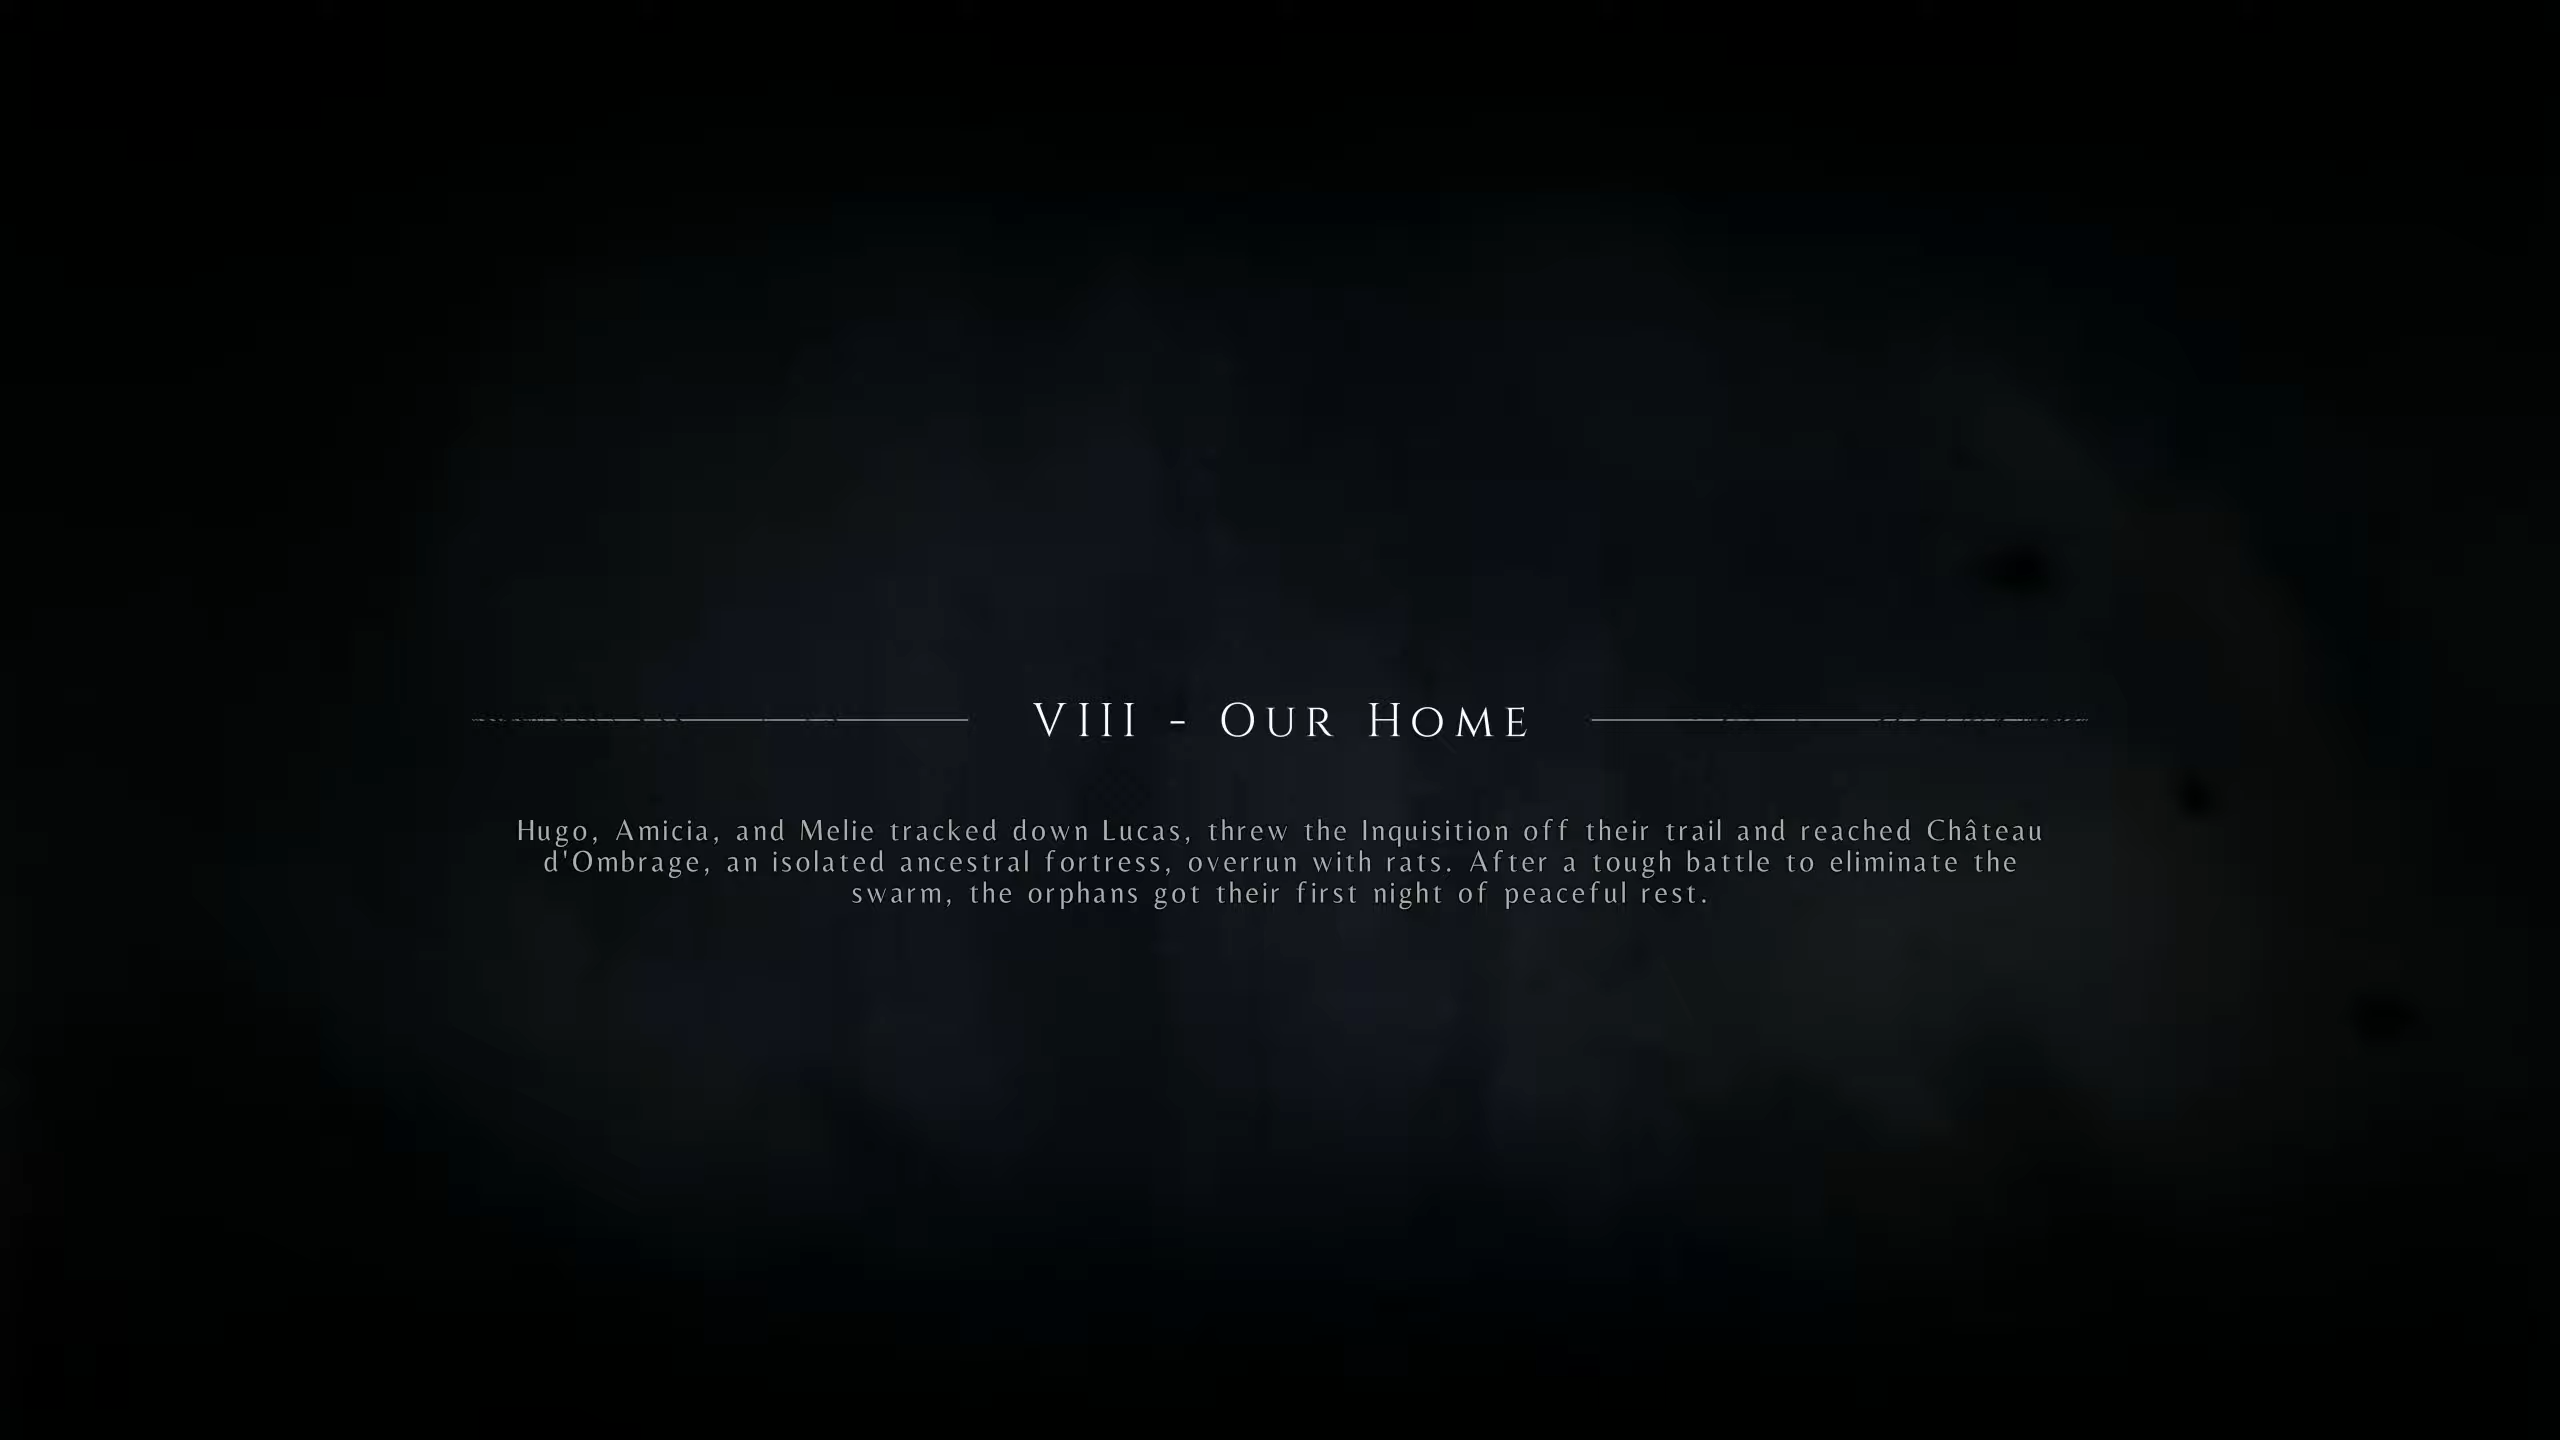 VIII - Our Home
Hugo, Amicia, and Melie tracked down Lucas, threw the Inquisition off their trail and reached Château
d'Ombrage, an isolated ancestral fortress, overrun with rats. After a tough battle to eliminate the
swarm, the orphans got their first night of peaceful rest.